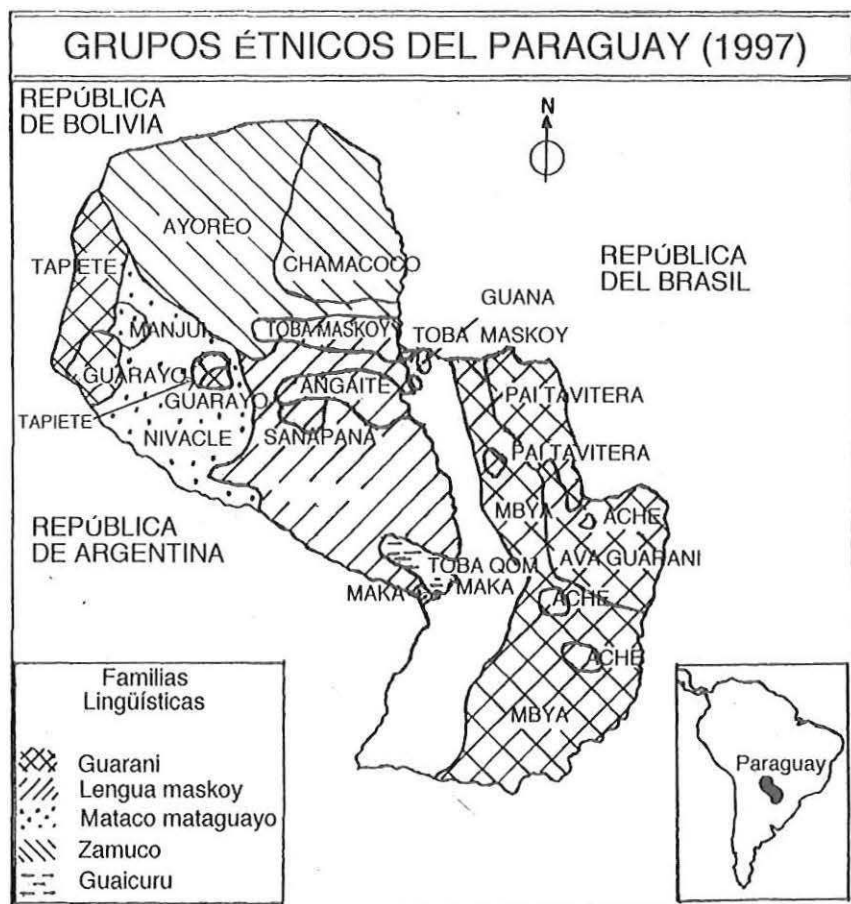 GRUPOS ÉTNICOS DEL PARAGUAY (1997)
REPÚBLICA
DE BOLIVIA
N
AYOREO
CHAMACOCO
REPÚBLICA
DEL BRASIL
TAPIETE
GUANA
MANJUI
TOBA MASKOY
TOBA MASKOY
GUARAYO
ANGAITE
PAI TAVITERA
TAPIETE
GUARAYO
NIVACLE
SANAPANA
PAI TAVITERA
MBYA
ACHE
REPÚBLICA
DE ARGENTINA
TOBA QOM
AVA GUARANI
MAKA
MAKA
ACHE
ACHE
MBYA
Familias
Lingüísticas
Guarani
Lengua maskoy
Mataco mataguayo
Zamuco
Guaicuru
Paraguay